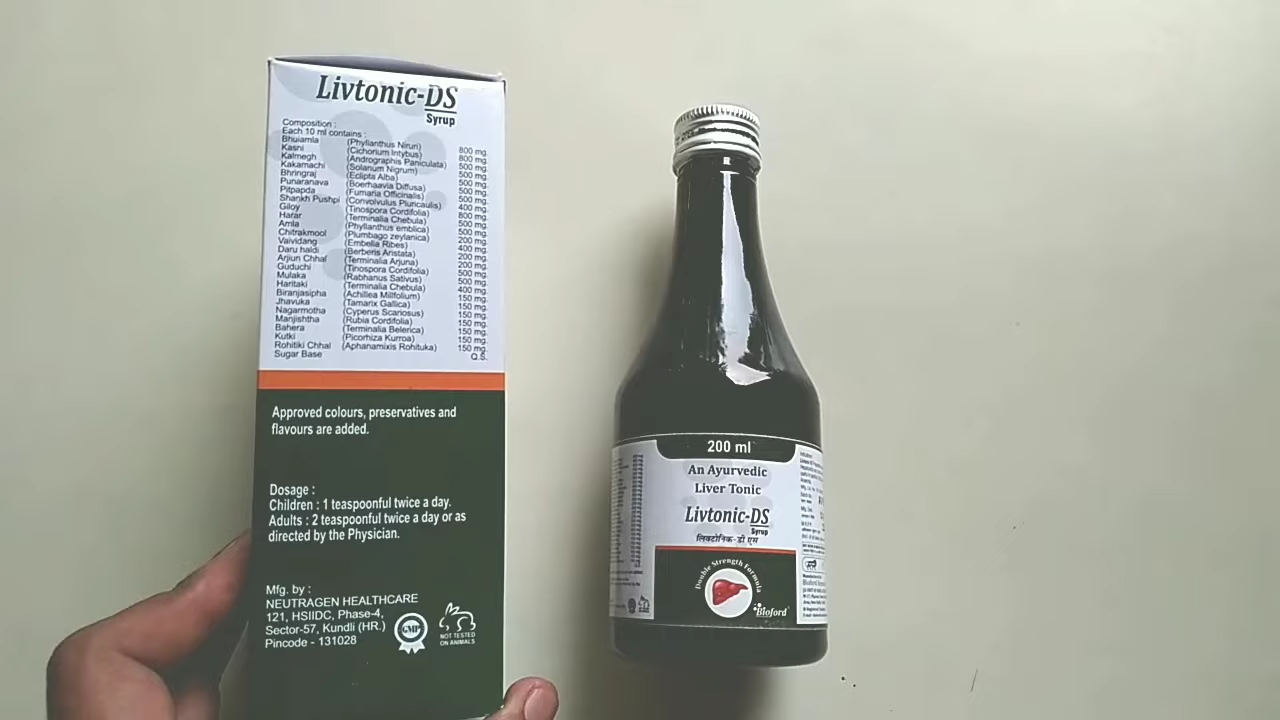 Livtonic-DS
Syrup
Composition :
Each 10 ml contains :
Bhuiamla (Phyllanthus Niruri) 800 mg.
Kasni (Cichorium Intybus) 800 mg.
Kalmegh (Andrographis Paniculata) 500 mg.
Kakamachi (Solanum Nigrum) 500 mg.
Bhringraj (Eclipta Alba) 500 mg.
Punaranava (Boerhaavia Diffusa) 500 mg.
Pitpapda (Fumaria Officinalis) 500 mg.
Shankh Pushpi (Convolvulus Pluricaulis) 400 mg.
Giloy (Tinospora Cordifolia) 800 mg.
Harar (Terminalia Chebula) 500 mg.
Amla (Phyllanthus emblica) 500 mg.
Chitrakmool (Plumbago zeylanica) 200 mg.
Vaividang (Embelia Ribes) 400 mg.
Daru haldi (Berberis Aristata) 200 mg.
Arjiun Chhal (Terminalia Arjuna) 500 mg.
Guduchi (Tinospora Cordifolia) 500 mg.
Mulaka (Rabhanus Sativus) 400 mg.
Haritaki (Terminalia Chebula) 150 mg.
Biranjasipha (Achillea Millfolium) 150 mg.
Jhavuka (Tamarix Gallica) 150 mg.
Nagarmotha (Cyperus Scariosus) 150 mg.
Manjishtha (Rubia Cordifolia) 150 mg.
Bahera (Terminalia Belerica) 150 mg.
Kutki (Picorhiza Kurroa) 150 mg.
Rohitiki Chhal (Aphanamixis Rohituka) 150 mg.
Sugar Base Q.S.
Approved colours, preservatives and
flavours are added.
Dosage :
Children : 1 teaspoonful twice a day.
Adults : 2 teaspoonful twice a day or as
directed by the Physician.
Mfg. by :
NEUTRAGEN HEALTHCARE
121, HSIIDC, Phase-4,
Sector-57, Kundli (HR.)
Pincode - 131028
GMP
NOT TESTED
ON ANIMALS
200 ml
An Ayurvedic
Liver Tonic
Livtonic-DS
Syrup
लिवटोनिक-डी एस
Double Strength Formula
Bioford